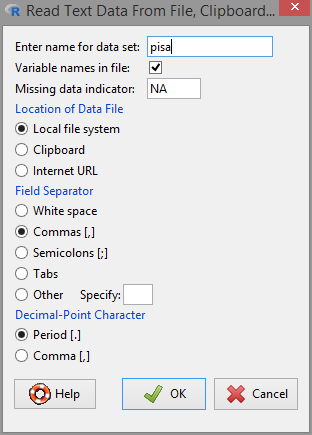 Read Text Data From File, Clipboard...
Enter name for data set: pisa
Variable names in file:
Missing data indicator: NA
Location of Data File
Local file system
Clipboard
Internet URL
Field Separator
White space
Commas [,]
Semicolons [;]
Tabs
Other Specify:
Decimal-Point Character
Period [.]
Comma [,]
Help OK Cancel